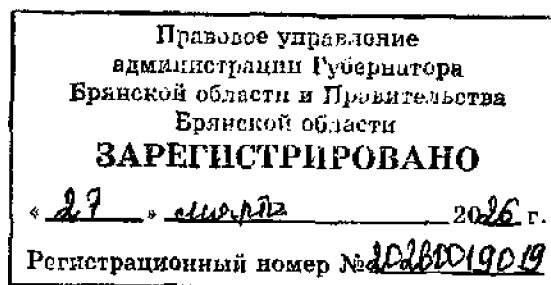 Правовое управление
администрации Губернатора
Брянской области и Правительства
Брянской области
ЗАРЕГИСТРИРОВАНО
« 27 » марта 2026 г.
Регистрационный номер №